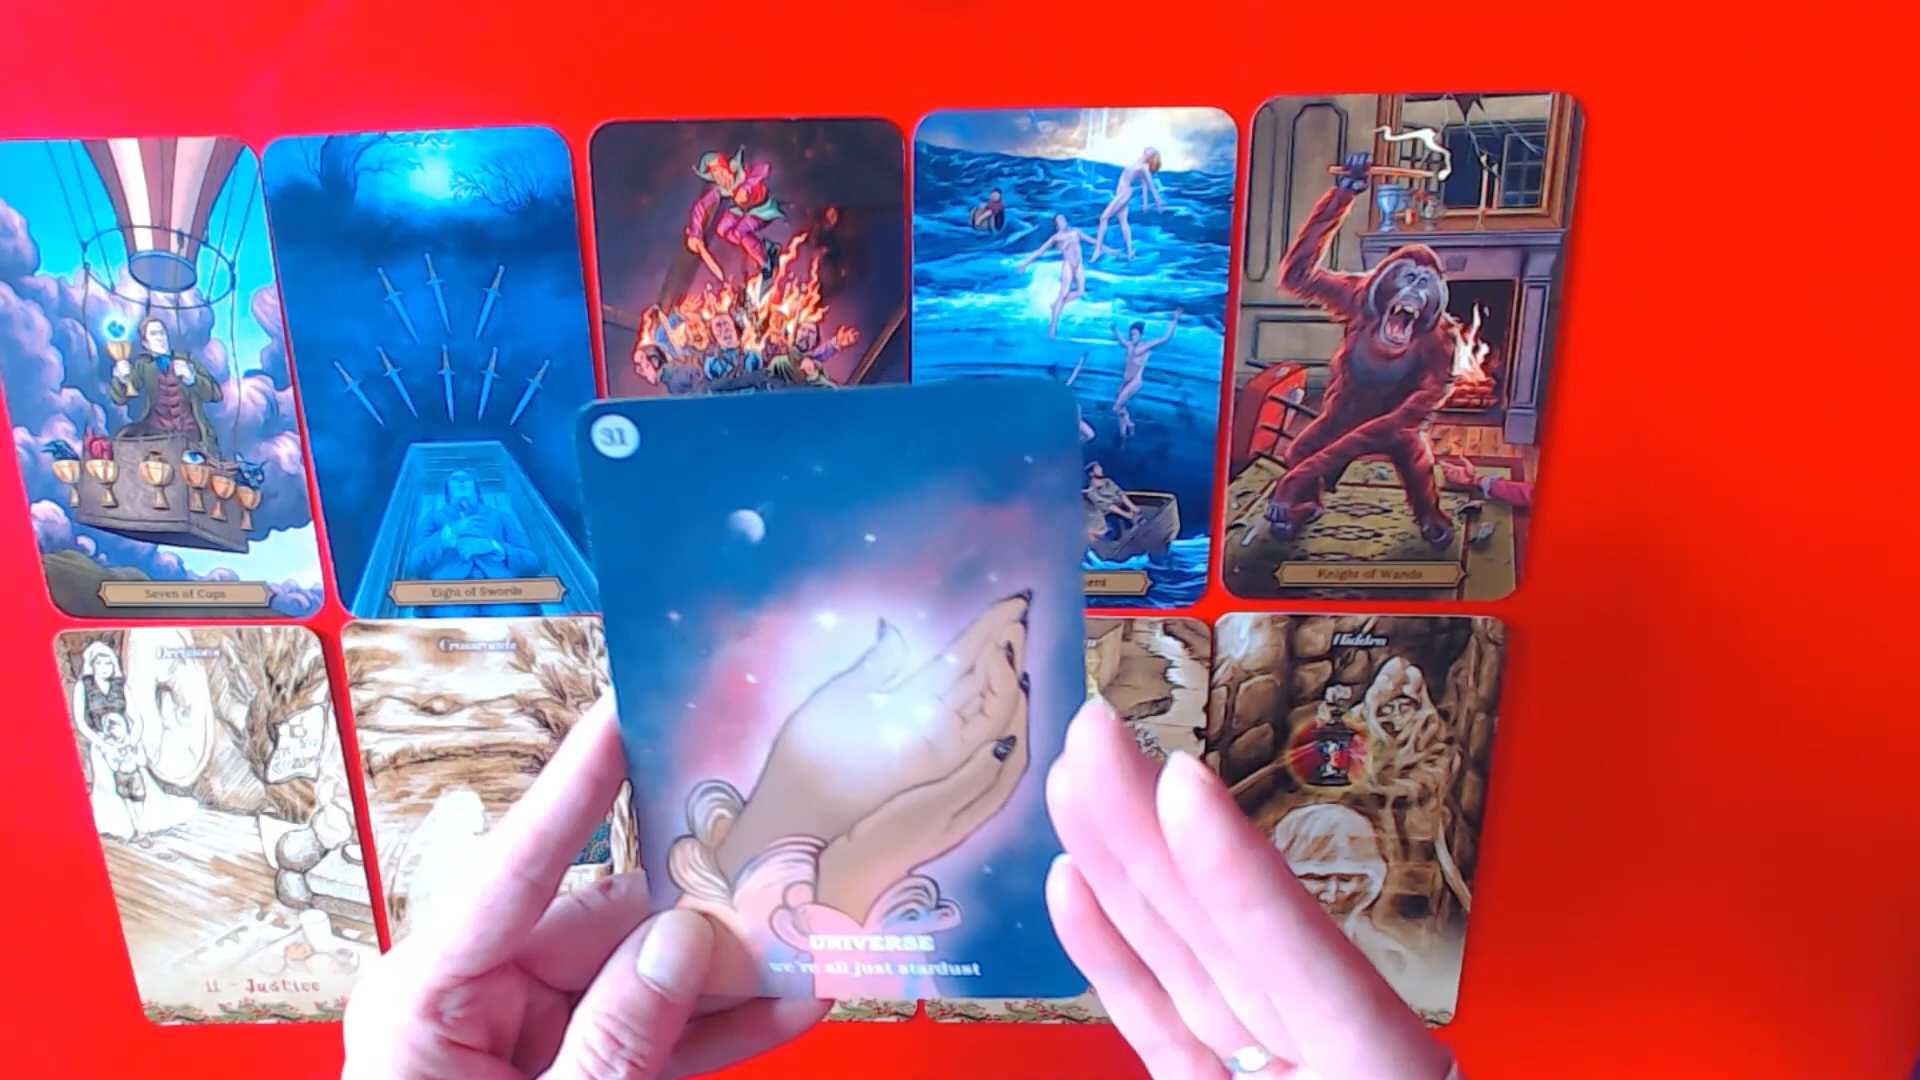 31
Seven of Cups
Eight of Swords
Knight of Wands
Decisions
Crossroads
Hidden
UNIVERSE
we're all just stardust
11 - Justice